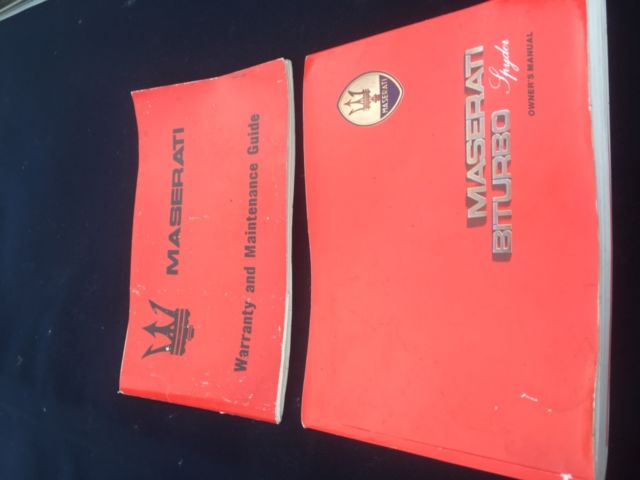 MASERATI
Warranty and Maintenance Guide
MASERATI
MASERATI
BITURBO Spyder
OWNER'S MANUAL